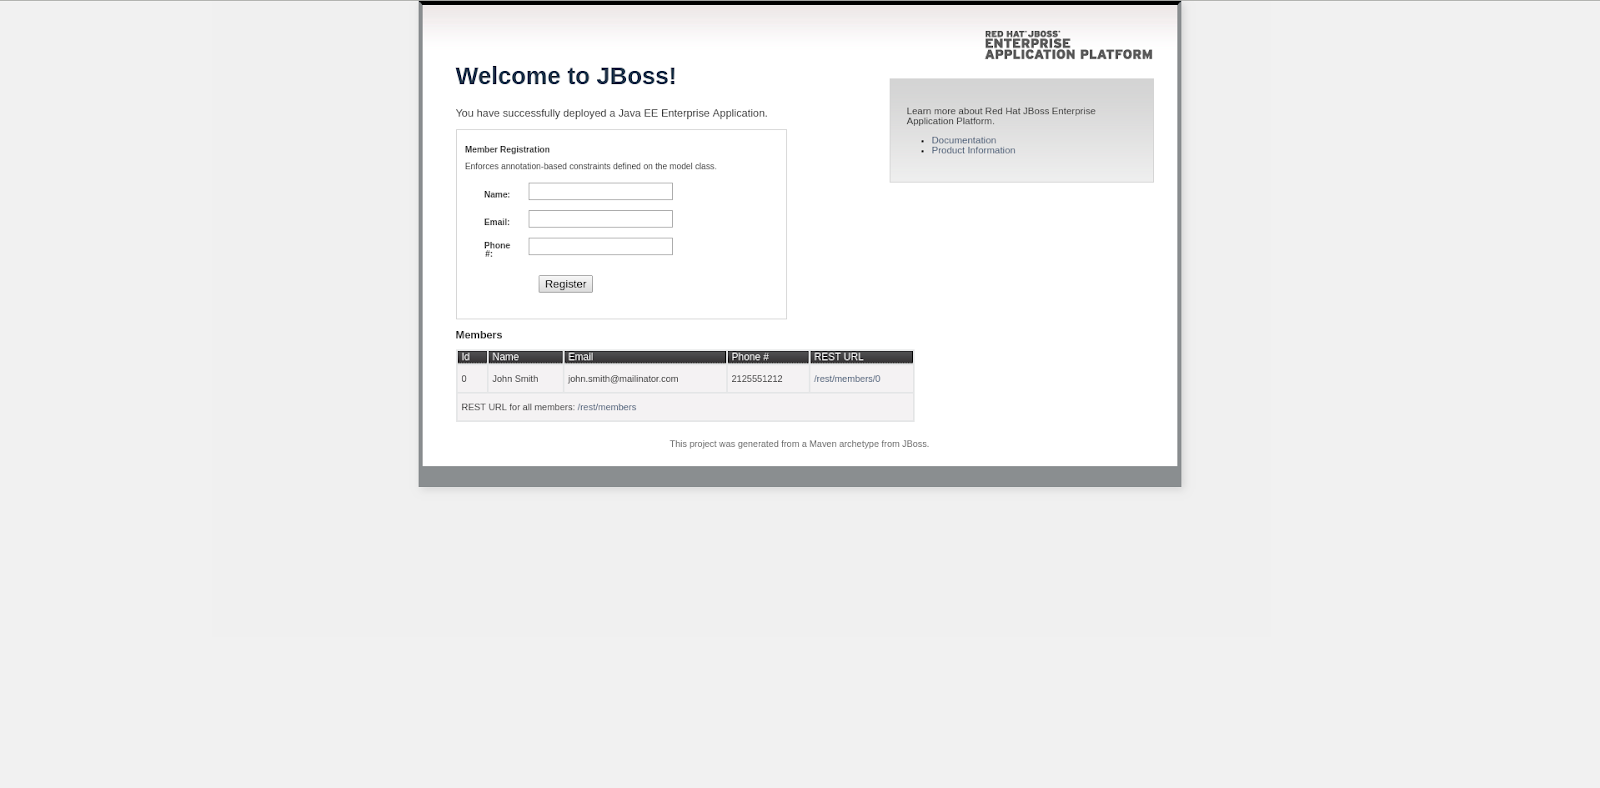 RED HAT® JBOSS®
ENTERPRISE
APPLICATION PLATFORM
Welcome to JBoss!
You have successfully deployed a Java EE Enterprise Application.
Learn more about Red Hat JBoss Enterprise
Application Platform.
Documentation
Product Information
Member Registration
Enforces annotation-based constraints defined on the model class.
Name:
Email:
Phone
#:
Register
Members
Id Name Email Phone # REST URL
0 John Smith john.smith@mailinator.com 2125551212 /rest/members/0
REST URL for all members: /rest/members
This project was generated from a Maven archetype from JBoss.